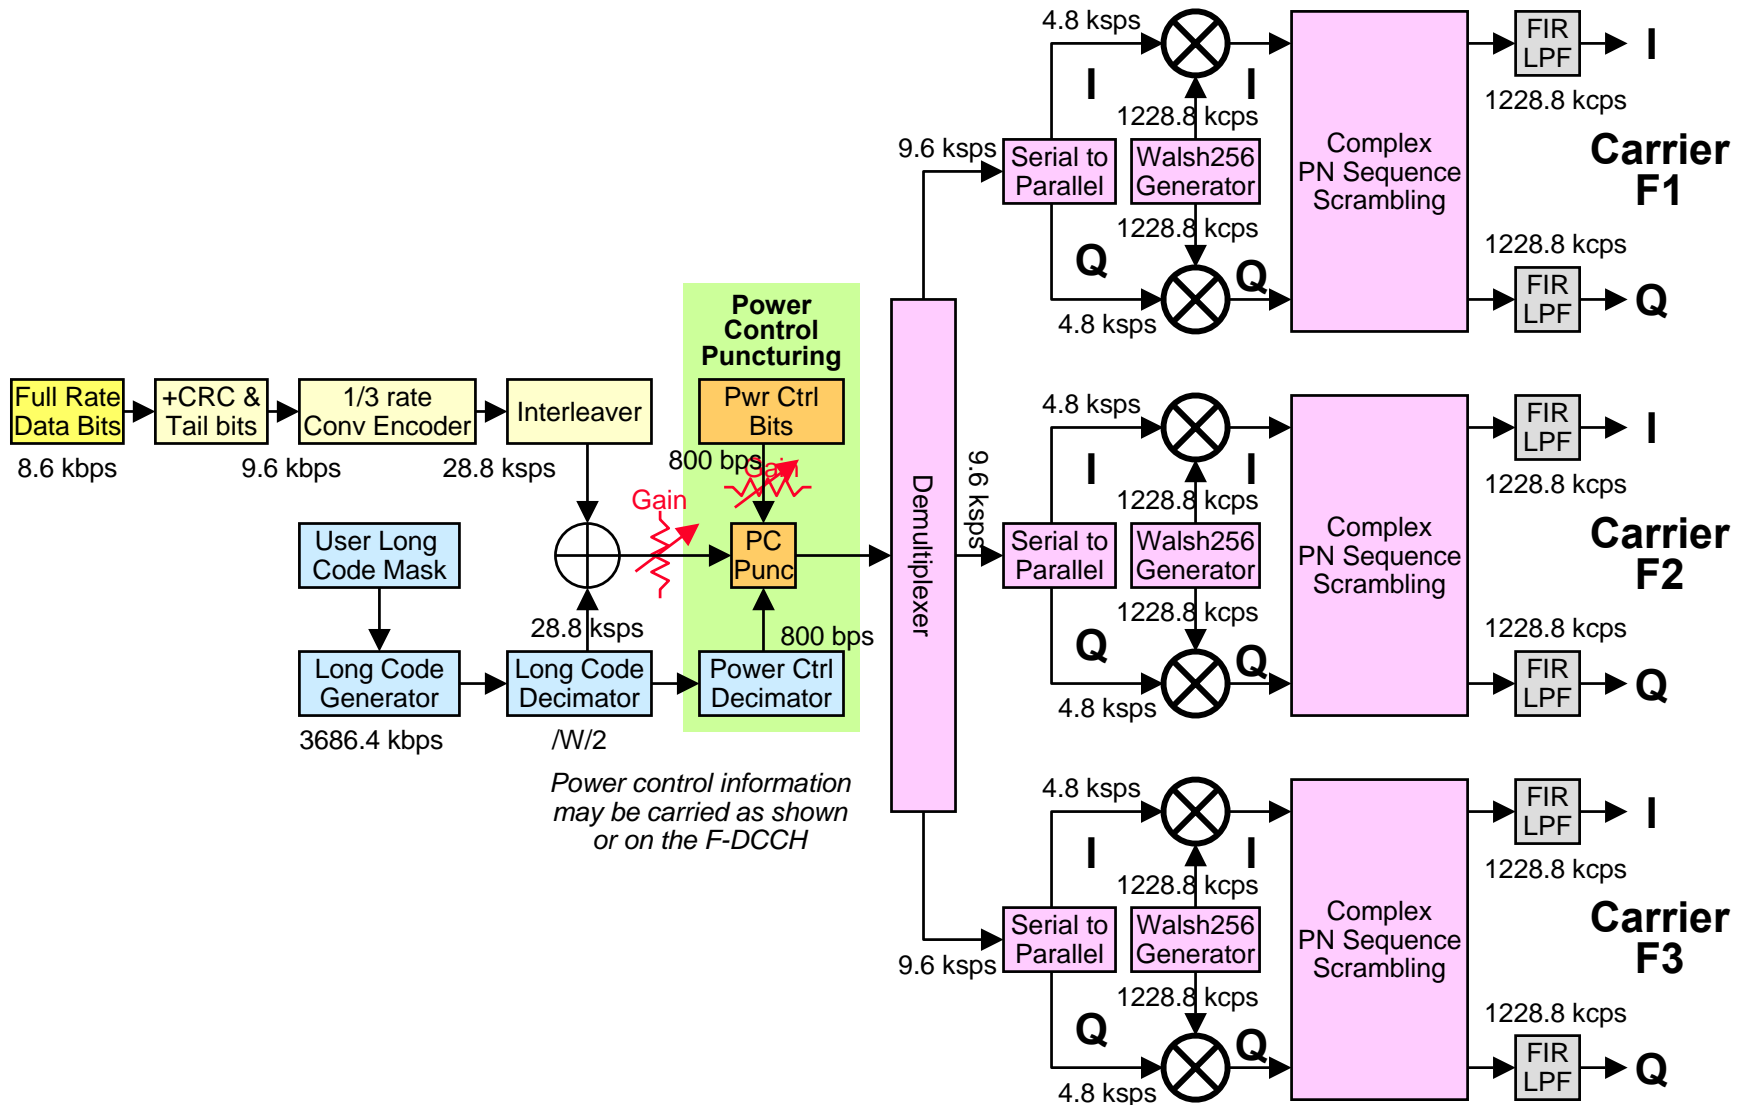 Full Rate
Data Bits
8.6 kbps
+CRC &
Tail bits
9.6 kbps
1/3 rate
Conv Encoder
28.8 ksps
Interleaver
User Long
Code Mask
Long Code
Generator
3686.4 kbps
28.8 ksps
Long Code
Decimator
/W/2
Gain
Power
Control
Puncturing
Pwr Ctrl
Bits
800 bps
Gain
PC
Punc
800 bps
Power Ctrl
Decimator
Power control information
may be carried as shown
or on the F-DCCH
Demultiplexer
9.6 ksps
Serial to
Parallel
4.8 ksps
I
Q
4.8 ksps
1228.8 kcps
Walsh256
Generator
1228.8 kcps
I
Q
Complex
PN Sequence
Scrambling
FIR
LPF
I
1228.8 kcps
Carrier
F1
1228.8 kcps
FIR
LPF
Q
9.6 ksps
Serial to
Parallel
4.8 ksps
I
Q
4.8 ksps
1228.8 kcps
Walsh256
Generator
1228.8 kcps
I
Q
Complex
PN Sequence
Scrambling
FIR
LPF
I
1228.8 kcps
Carrier
F2
1228.8 kcps
FIR
LPF
Q
9.6 ksps
Serial to
Parallel
4.8 ksps
I
Q
4.8 ksps
1228.8 kcps
Walsh256
Generator
1228.8 kcps
I
Q
Complex
PN Sequence
Scrambling
FIR
LPF
I
1228.8 kcps
Carrier
F3
1228.8 kcps
FIR
LPF
Q